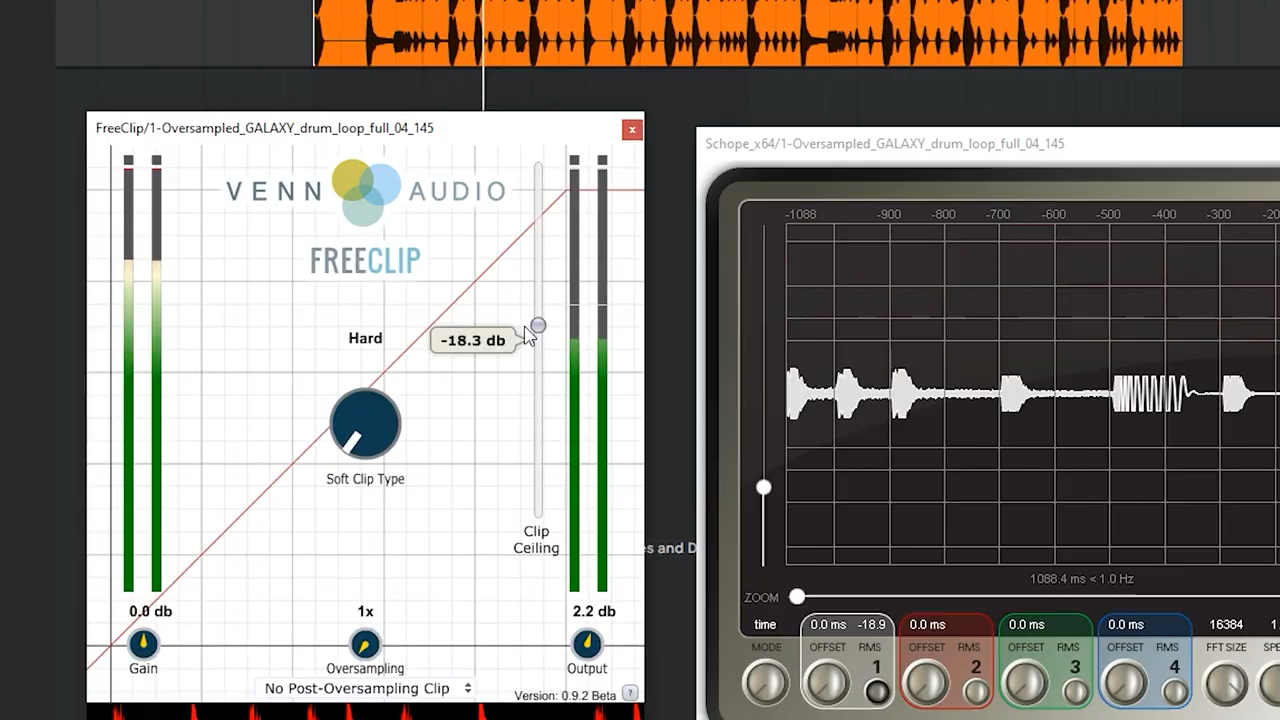 FreeClip/1-Oversampled_GALAXY_drum_loop_full_04_145
x
VENN AUDIO
FREECLIP
Hard
-18.3 db
Soft Clip Type
Clip
Ceiling
0.0 db
1x
2.2 db
Gain
Oversampling
Output
No Post-Oversampling Clip
Version: 0.9.2 Beta
?
es and D
Schope_x64/1-Oversampled_GALAXY_drum_loop_full_04_145
-1088 -900 -800 -700 -600 -500 -400 -300 -20
1088.4 ms < 1.0 Hz
ZOOM
time 0.0 ms -18.9 0.0 ms 0.0 ms 0.0 ms 16384 1.
MODE OFFSET RMS OFFSET RMS OFFSET RMS OFFSET RMS FFT SIZE SPE
1 2 3 4